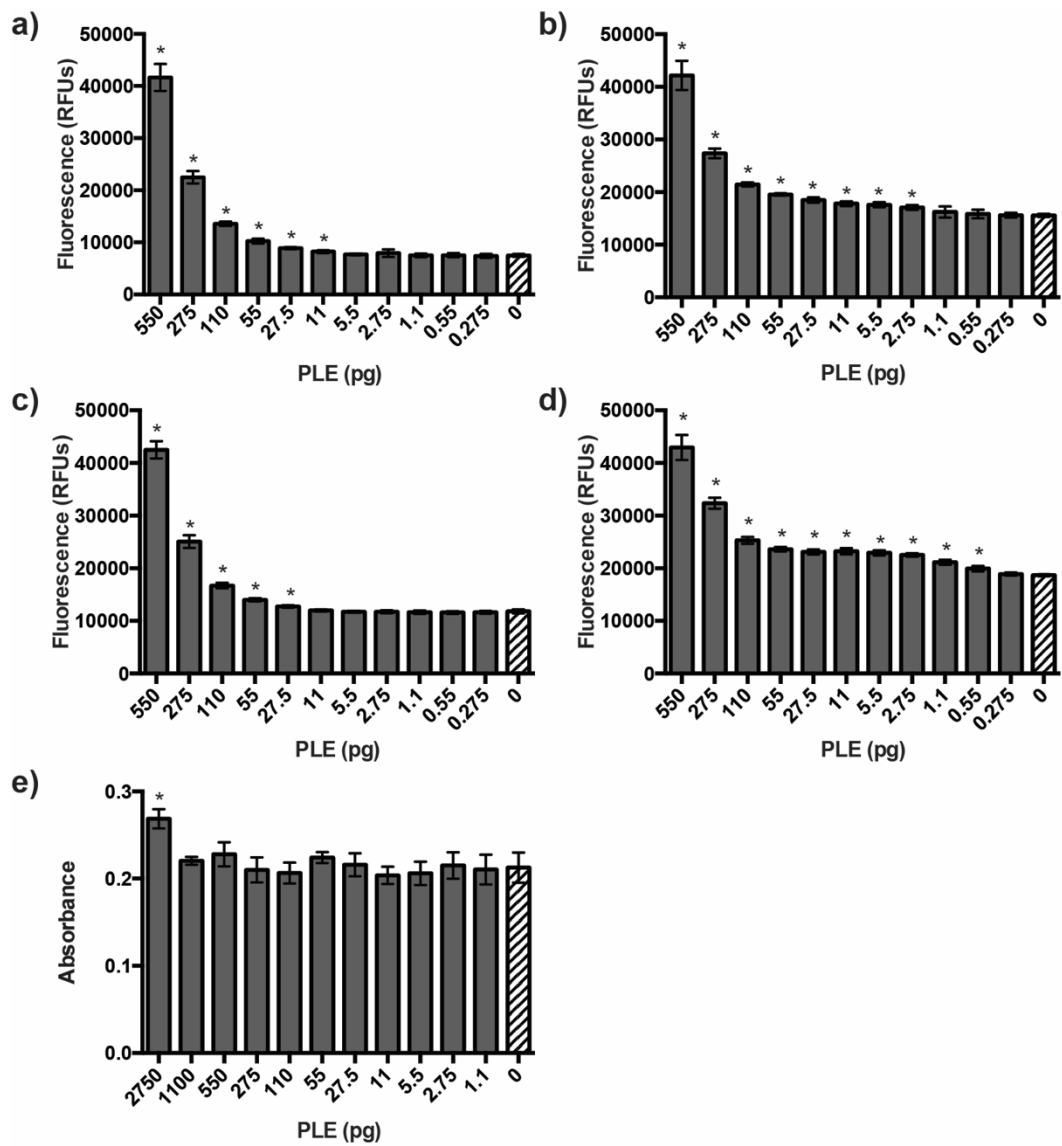 a)
Fluorescence (RFUs)
50000
40000
30000
20000
10000
0
*
*
*
*
*
*
550 275 110 55 27.5 11 5.5 2.75 1.1 0.55 0.275 0
PLE (pg)
b)
Fluorescence (RFUs)
50000
40000
30000
20000
10000
0
*
*
*
*
*
*
*
*
550 275 110 55 27.5 11 5.5 2.75 1.1 0.55 0.275 0
PLE (pg)
c)
Fluorescence (RFUs)
50000
40000
30000
20000
10000
0
*
*
*
*
*
550 275 110 55 27.5 11 5.5 2.75 1.1 0.55 0.275 0
PLE (pg)
d)
Fluorescence (RFUs)
50000
40000
30000
20000
10000
0
*
*
*
*
*
*
*
*
*
*
550 275 110 55 27.5 11 5.5 2.75 1.1 0.55 0.275 0
PLE (pg)
e)
Absorbance
0.3
0.2
0.1
0.0
*
2750 1100 550 275 110 55 27.5 11 5.5 2.75 1.1 0
PLE (pg)